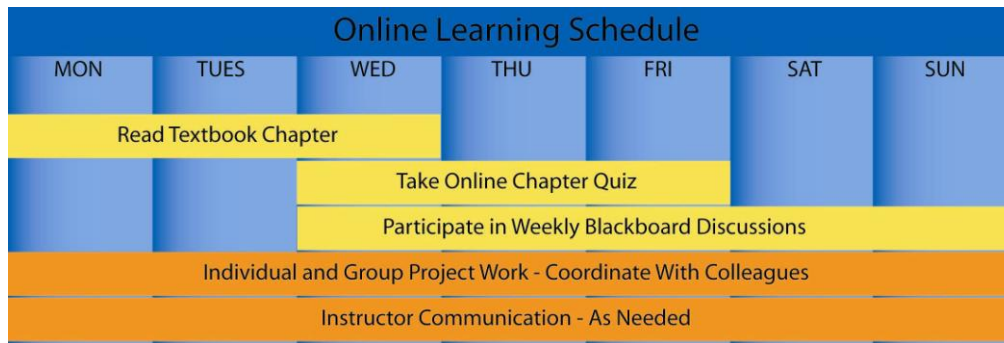 Online Learning Schedule
MON TUES WED THU FRI SAT SUN
Read Textbook Chapter
Take Online Chapter Quiz
Participate in Weekly Blackboard Discussions
Individual and Group Project Work - Coordinate With Colleagues
Instructor Communication - As Needed